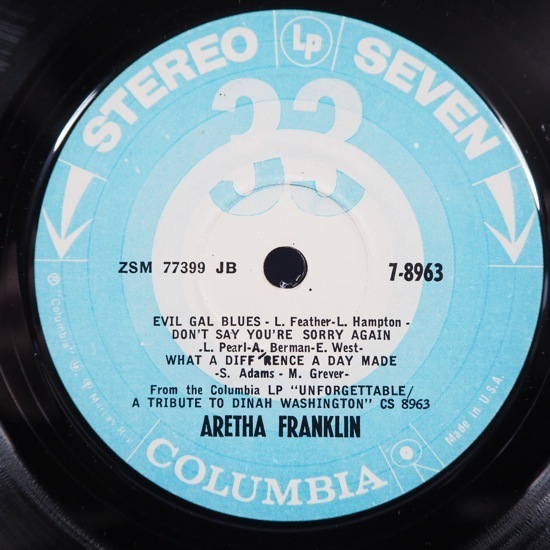 STEREO LP SEVEN
33
ZSM 77399 JB
7-8963
EVIL GAL BLUES - L. Feather-L. Hampton -
DON'T SAY YOU'RE SORRY AGAIN
-L. Pearl-A. Berman-E. West-
WHAT A DIFF'RENCE A DAY MADE
-S. Adams - M. Grever-
From the Columbia LP "UNFORGETTABLE/
A TRIBUTE TO DINAH WASHINGTON" CS 8963
ARETHA FRANKLIN
COLUMBIA
"Columbia"
Made in U.S.A.